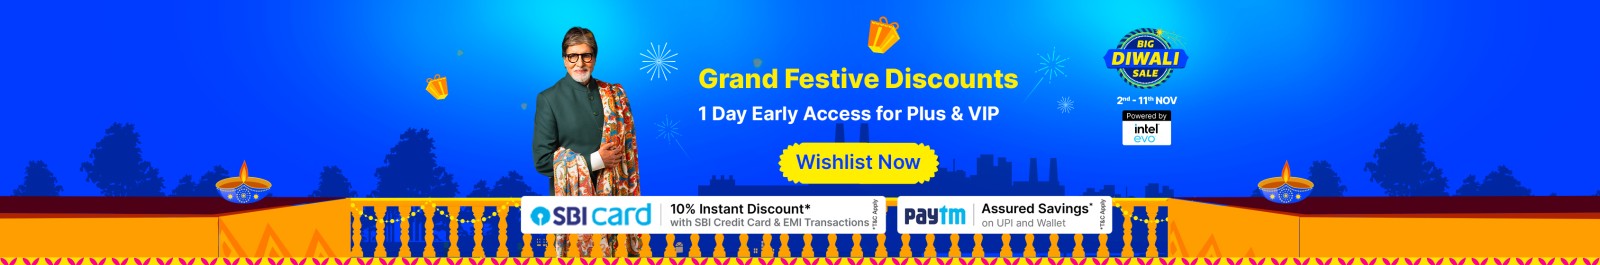 Grand Festive Discounts
1 Day Early Access for Plus & VIP
Wishlist Now
BIG
DIWALI
SALE
2nd - 11th NOV
Powered by
intel
evo
SBI card
10% Instant Discount*
with SBI Credit Card & EMI Transactions
*T&C Apply
paytm
Assured Savings*
on UPI and Wallet
*T&C Apply